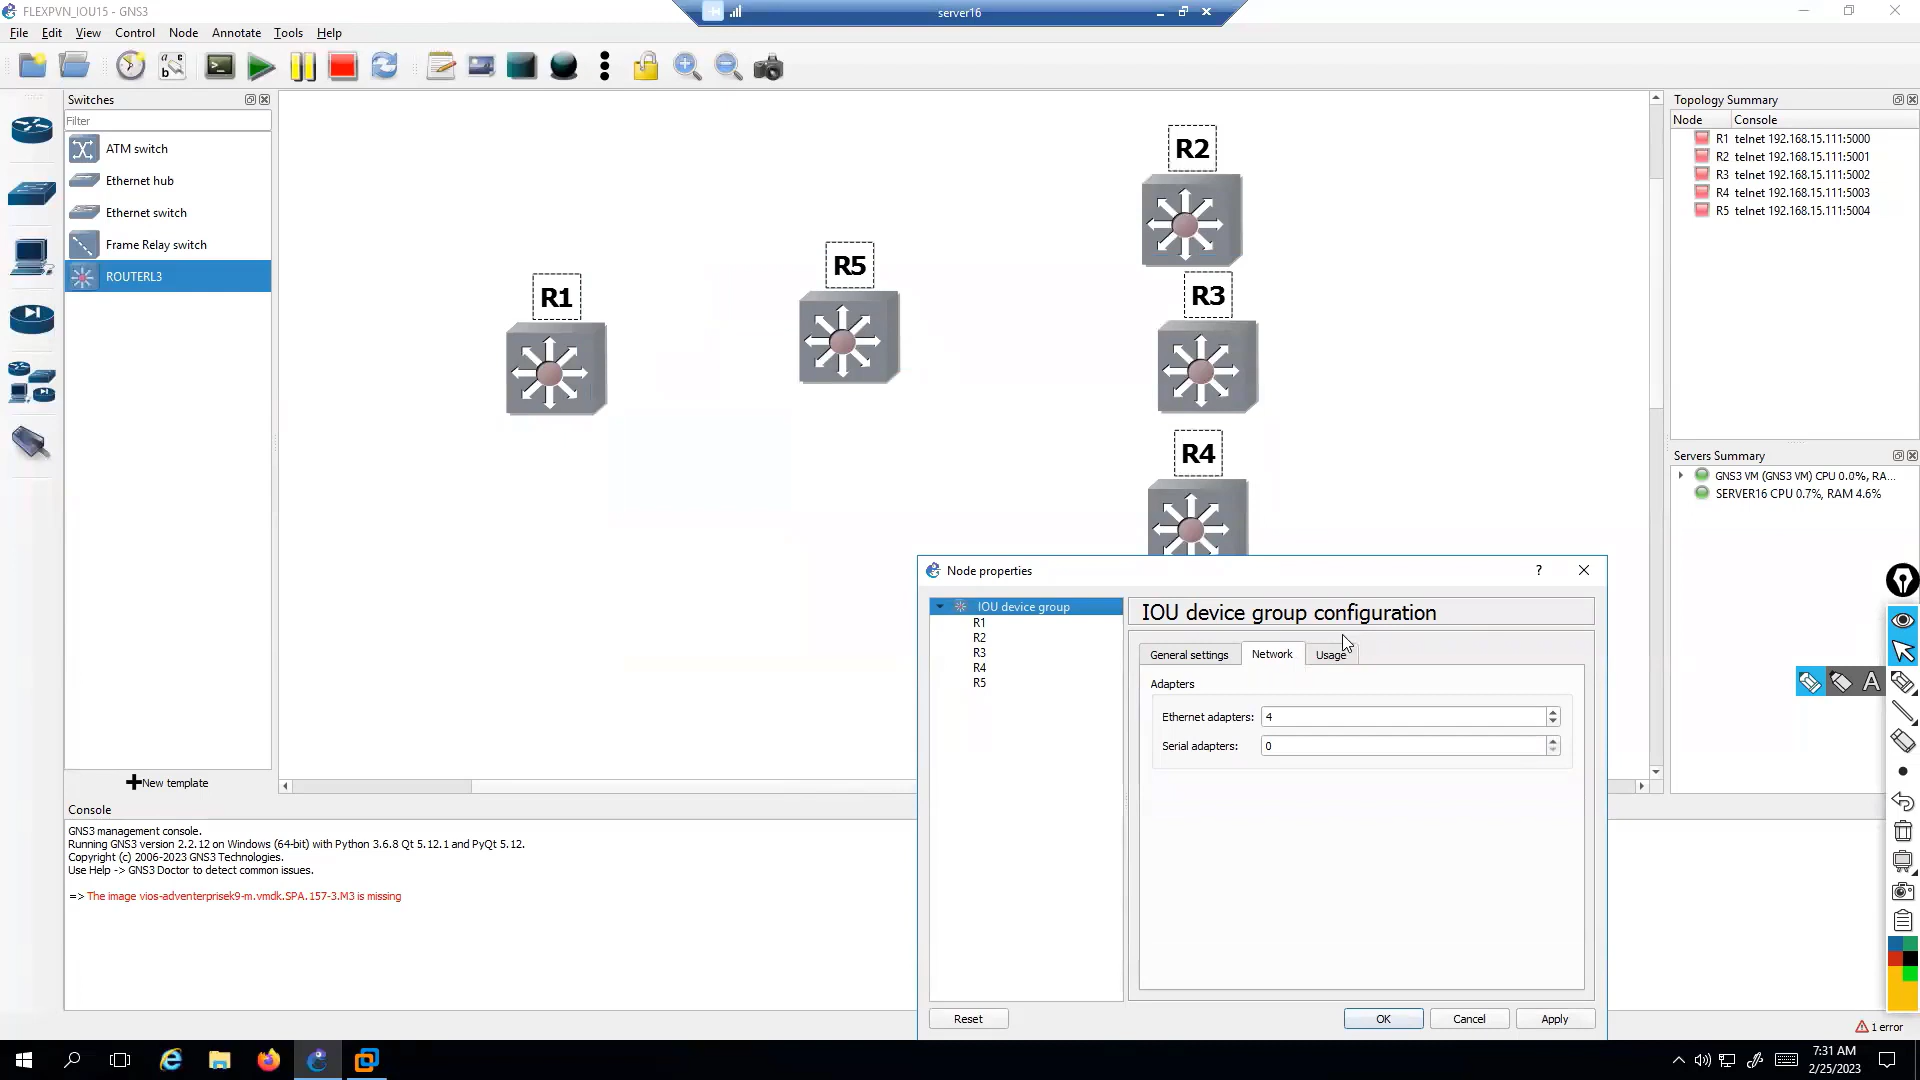 FLEXPVN_IOU15 - GNS3
server16
File Edit View Control Node Annotate Tools Help
Switches
Filter
ATM switch
Ethernet hub
Ethernet switch
Frame Relay switch
ROUTERL3
New template
R1
R5
R2
R3
R4
Topology Summary
Node Console
R1 telnet 192.168.15.111:5000
R2 telnet 192.168.15.111:5001
R3 telnet 192.168.15.111:5002
R4 telnet 192.168.15.111:5003
R5 telnet 192.168.15.111:5004
Servers Summary
GNS3 VM (GNS3 VM) CPU 0.0%, RA...
SERVER16 CPU 0.7%, RAM 4.6%
Node properties
IOU device group
R1
R2
R3
R4
R5
IOU device group configuration
General settings Network Usage
Adapters
Ethernet adapters: 4
Serial adapters: 0
Reset OK Cancel Apply
Console
GNS3 management console.
Running GNS3 version 2.2.12 on Windows (64-bit) with Python 3.6.8 Qt 5.12.1 and PyQt 5.12.
Copyright (c) 2006-2023 GNS3 Technologies.
Use Help -> GNS3 Doctor to detect common issues.
=> The image vios-adventerprisek9-m.vmdk.SPA.157-3.M3 is missing
1 error
7:31 AM
2/25/2023